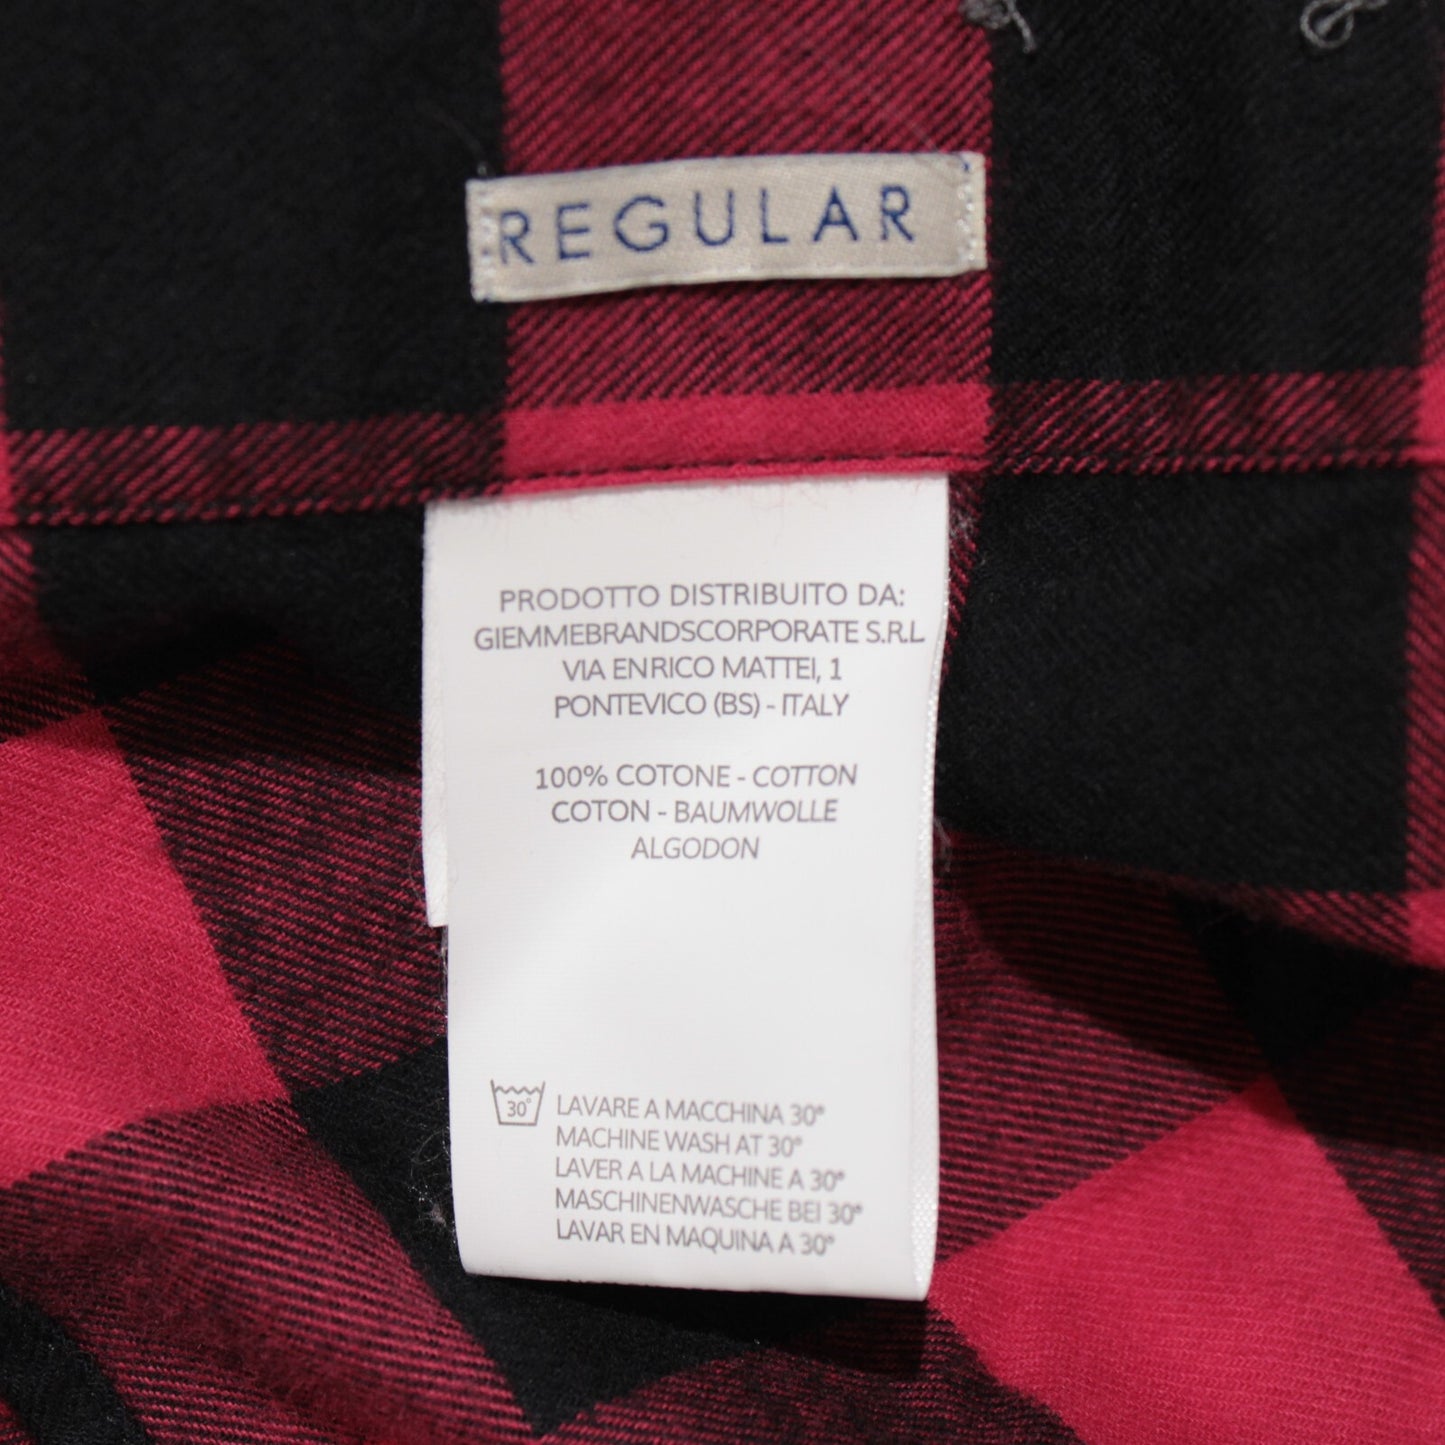 REGULAR
PRODOTTO DISTRIBUITO DA:
GIEMMEBRANDSCORPORATE S.R.L
VIA ENRICO MATTEI, 1
PONTEVICO (BS) - ITALY
100% COTONE - COTTON
COTON - BAUMWOLLE
ALGODON
30° LAVARE A MACCHINA 30°
MACHINE WASH AT 30°
LAVER A LA MACHINE A 30°
MASCHINENWASCHE BEI 30°
LAVAR EN MAQUINA A 30°